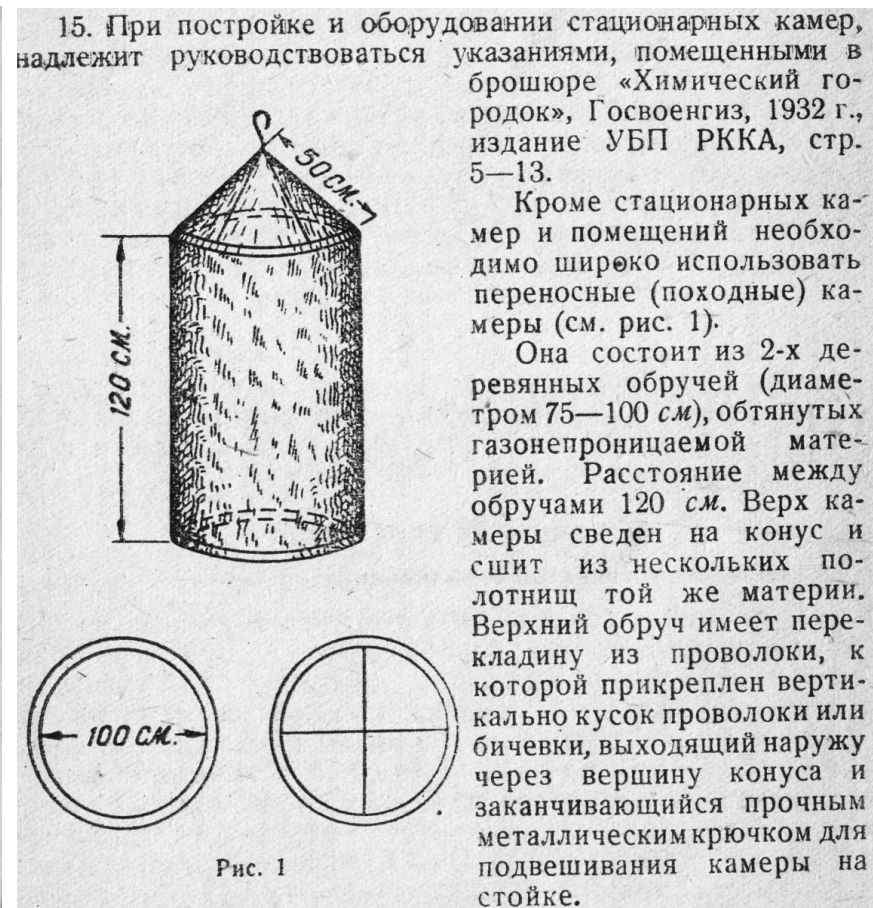 15. При постройке и оборудовании стационарных камер,
надлежит руководствоваться указаниями, помещенными в
брошюре «Химический го-
родок», Госвоенгиз, 1932 г.,
издание УБП РККА, стр.
5—13.
Кроме стационарных ка-
мер и помещений необхо-
димо широко использовать
переносные (походные) ка-
меры (см. рис. 1).
Она состоит из 2-х де-
ревянных обручей (диаме-
тром 75—100 см), обтянутых
газонепроницаемой мате-
рией. Расстояние между
обручами 120 см. Верх ка-
меры сведен на конус и
сшит из нескольких по-
лотнищ той же материи.
Верхний обруч имеет пере-
кладину из проволоки, к
которой прикреплен верти-
кально кусок проволоки или
бичевки, выходящий наружу
через вершину конуса и
заканчивающийся прочным
металлическим крючком для
подвешивания камеры на
стойке.
50 СМ.
120 СМ.
100 СМ.
Рис. 1